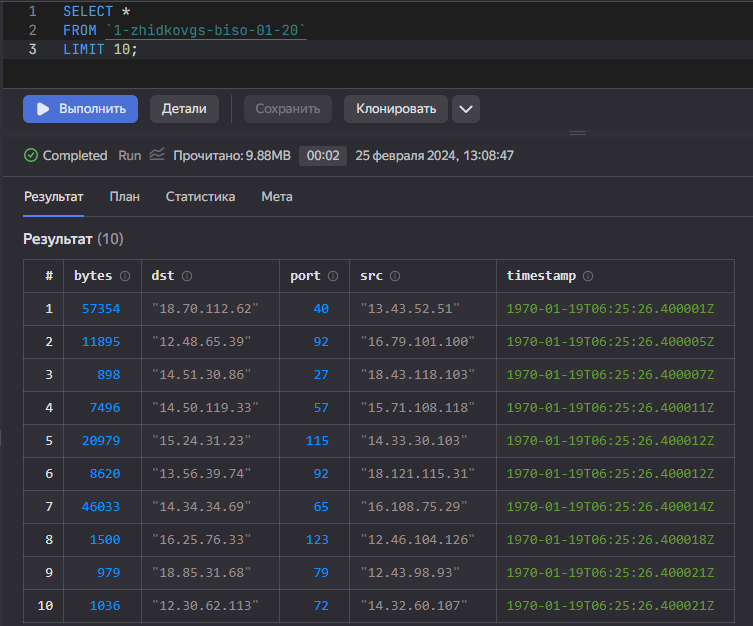 1 SELECT *
2 FROM `1-zhidkovgs-biso-01-20`
3 LIMIT 10;
Выполнить Детали Сохранить Клонировать
Completed Run Прочитано: 9.88MB 00:02 25 февраля 2024, 13:08:47
Результат План Статистика Мета
Результат (10)
# bytes dst port src timestamp
1 57354 "18.70.112.62" 40 "13.43.52.51" 1970-01-19T06:25:26.400001Z
2 11895 "12.48.65.39" 92 "16.79.101.100" 1970-01-19T06:25:26.400005Z
3 898 "14.51.30.86" 27 "18.43.118.103" 1970-01-19T06:25:26.400007Z
4 7496 "14.50.119.33" 57 "15.71.108.118" 1970-01-19T06:25:26.400011Z
5 20979 "15.24.31.23" 115 "14.33.30.103" 1970-01-19T06:25:26.400012Z
6 8620 "13.56.39.74" 92 "18.121.115.31" 1970-01-19T06:25:26.400012Z
7 46033 "14.34.34.69" 65 "16.108.75.29" 1970-01-19T06:25:26.400014Z
8 1500 "16.25.76.33" 123 "12.46.104.126" 1970-01-19T06:25:26.400018Z
9 979 "18.85.31.68" 79 "12.43.98.93" 1970-01-19T06:25:26.400021Z
10 1036 "12.30.62.113" 72 "14.32.60.107" 1970-01-19T06:25:26.400021Z